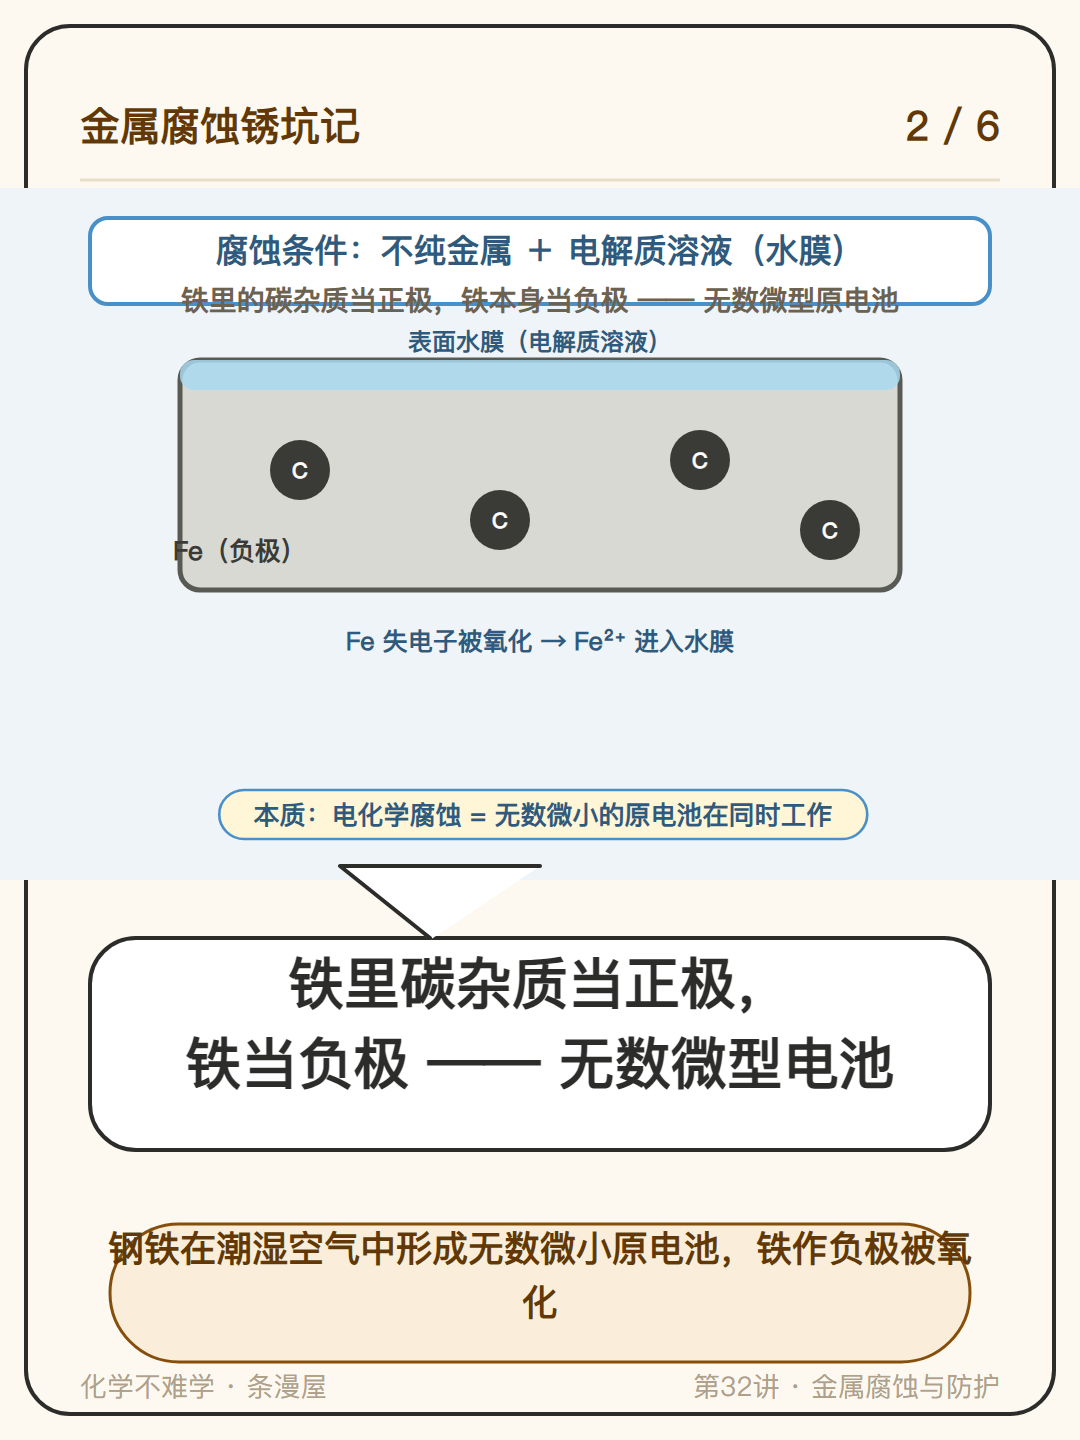 金属腐蚀锈坑记
2 / 6
腐蚀条件：不纯金属 ＋ 电解质溶液（水膜）
铁里的碳杂质当正极，铁本身当负极 —— 无数微型原电池
表面水膜（电解质溶液）
C
C
C
C
Fe（负极）
Fe 失电子被氧化 → Fe²⁺ 进入水膜
本质：电化学腐蚀 = 无数微小的原电池在同时工作
铁里碳杂质当正极，
铁当负极 —— 无数微型电池
钢铁在潮湿空气中形成无数微小原电池，铁作负极被氧
化
化学不难学 · 条漫屋
第32讲 · 金属腐蚀与防护